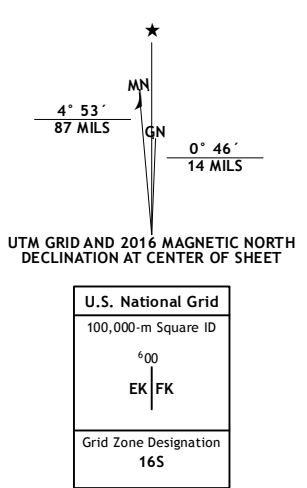 ★
MN
4° 53´
87 MILS
GN
0° 46´
14 MILS
UTM GRID AND 2016 MAGNETIC NORTH
DECLINATION AT CENTER OF SHEET
U.S. National Grid
100,000-m Square ID
⁶00
EK FK
Grid Zone Designation
16S